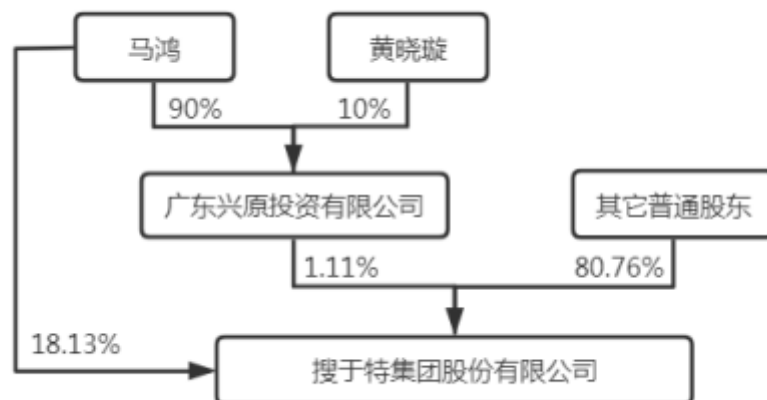 马鸿
黄晓璇
90%
10%
广东兴原投资有限公司
其它普通股东
1.11%
80.76%
18.13%
搜于特集团股份有限公司